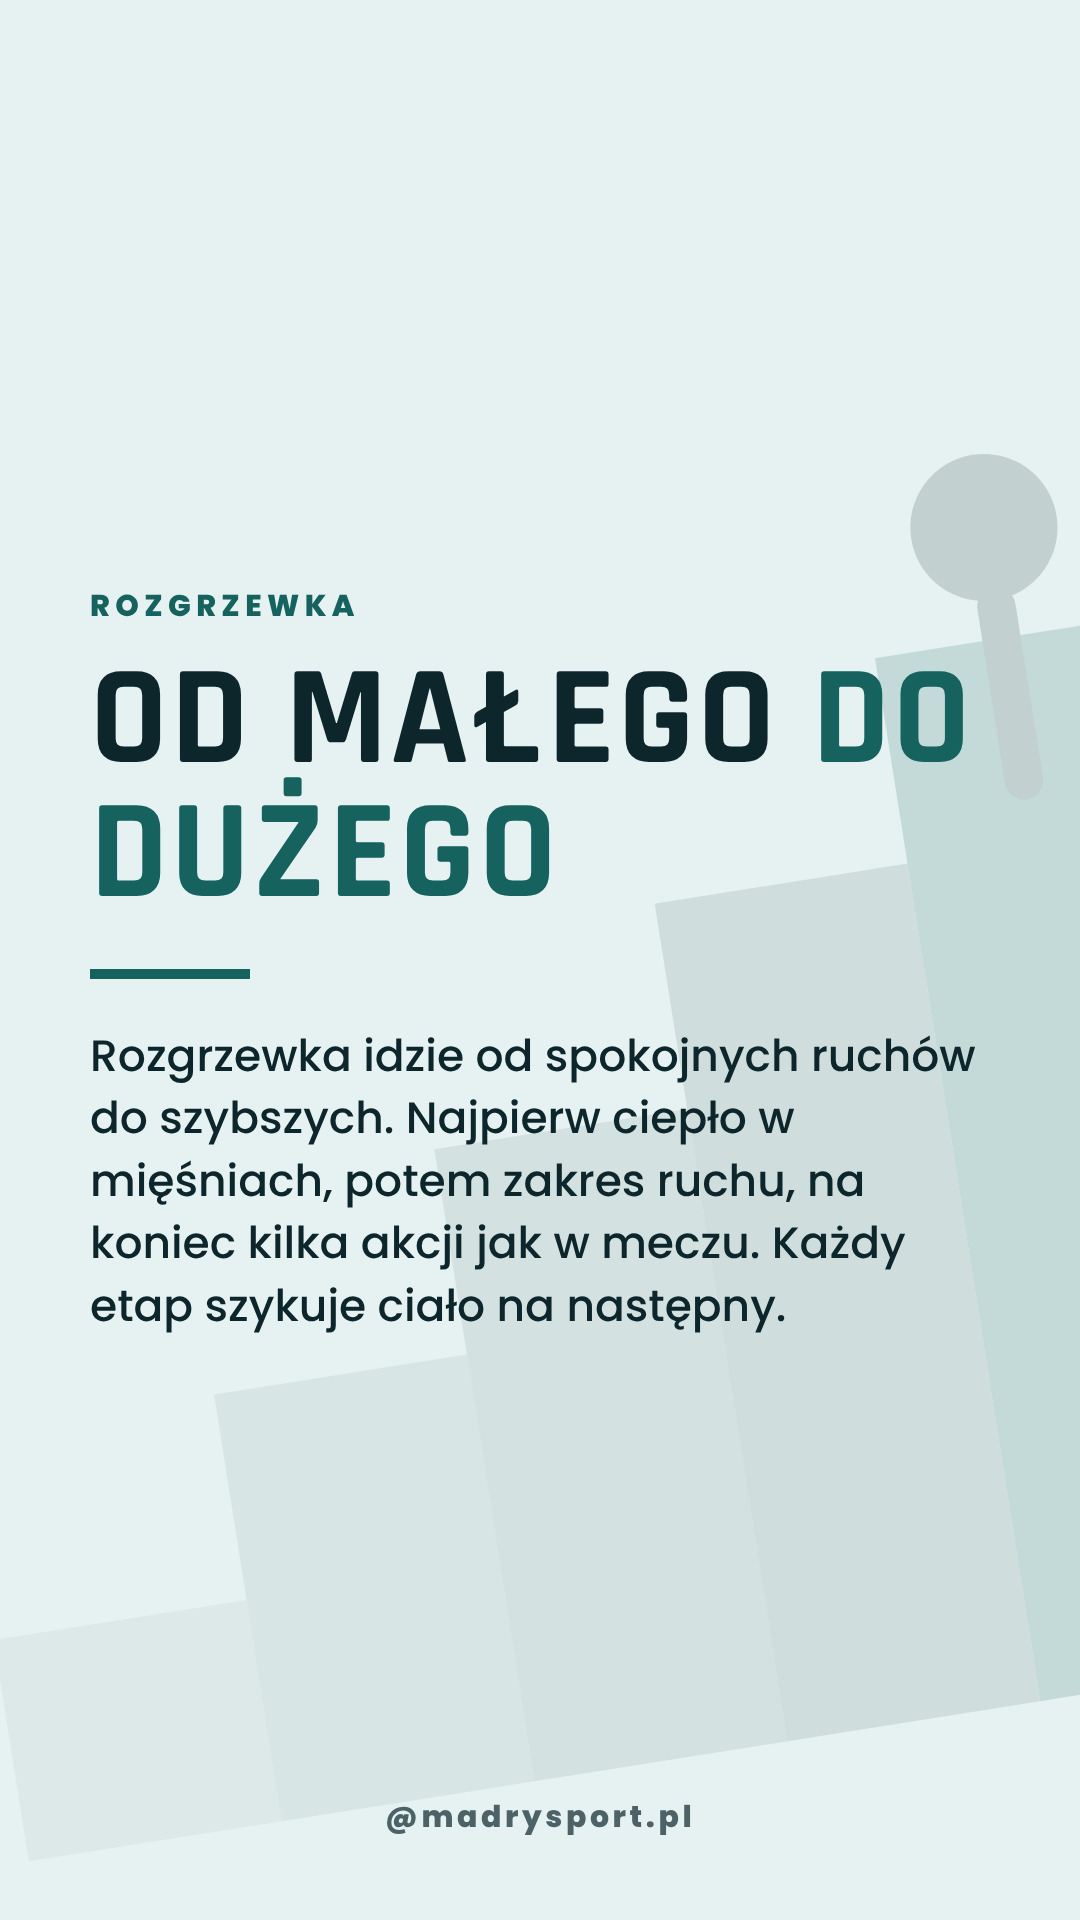 ROZGRZEWKA
OD MAŁEGO DO
DUŻEGO
Rozgrzewka idzie od spokojnych ruchów
do szybszych. Najpierw ciepło w
mięśniach, potem zakres ruchu, na
koniec kilka akcji jak w meczu. Każdy
etap szykuje ciało na następny.
@madrysport.pl